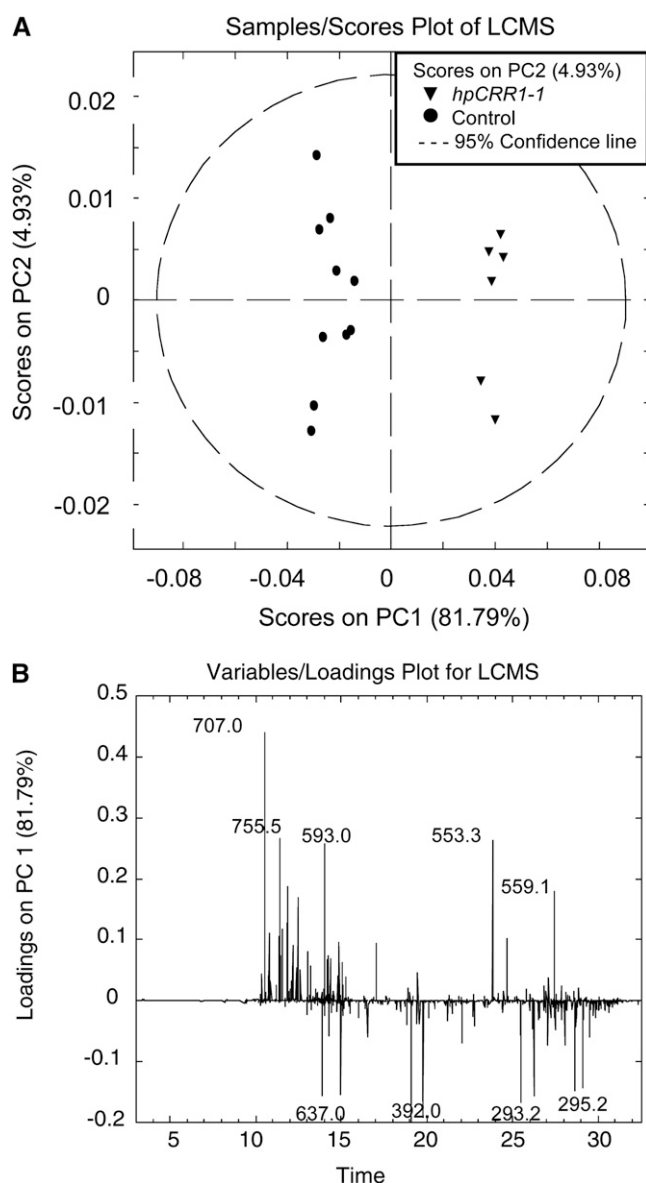 A
Samples/Scores Plot of LCMS
Scores on PC2 (4.93%)
hpCRR1-1
Control
95% Confidence line
Scores on PC2 (4.93%)
0.02
0.01
0
-0.01
-0.02
-0.08 -0.04 0 0.04 0.08
Scores on PC1 (81.79%)
B
Variables/Loadings Plot for LCMS
Loadings on PC 1 (81.79%)
0.5
0.4
0.3
0.2
0.1
0
-0.1
-0.2
707.0
755.5
593.0
553.3
559.1
637.0
392.0
293.2
295.2
5 10 15 20 25 30
Time